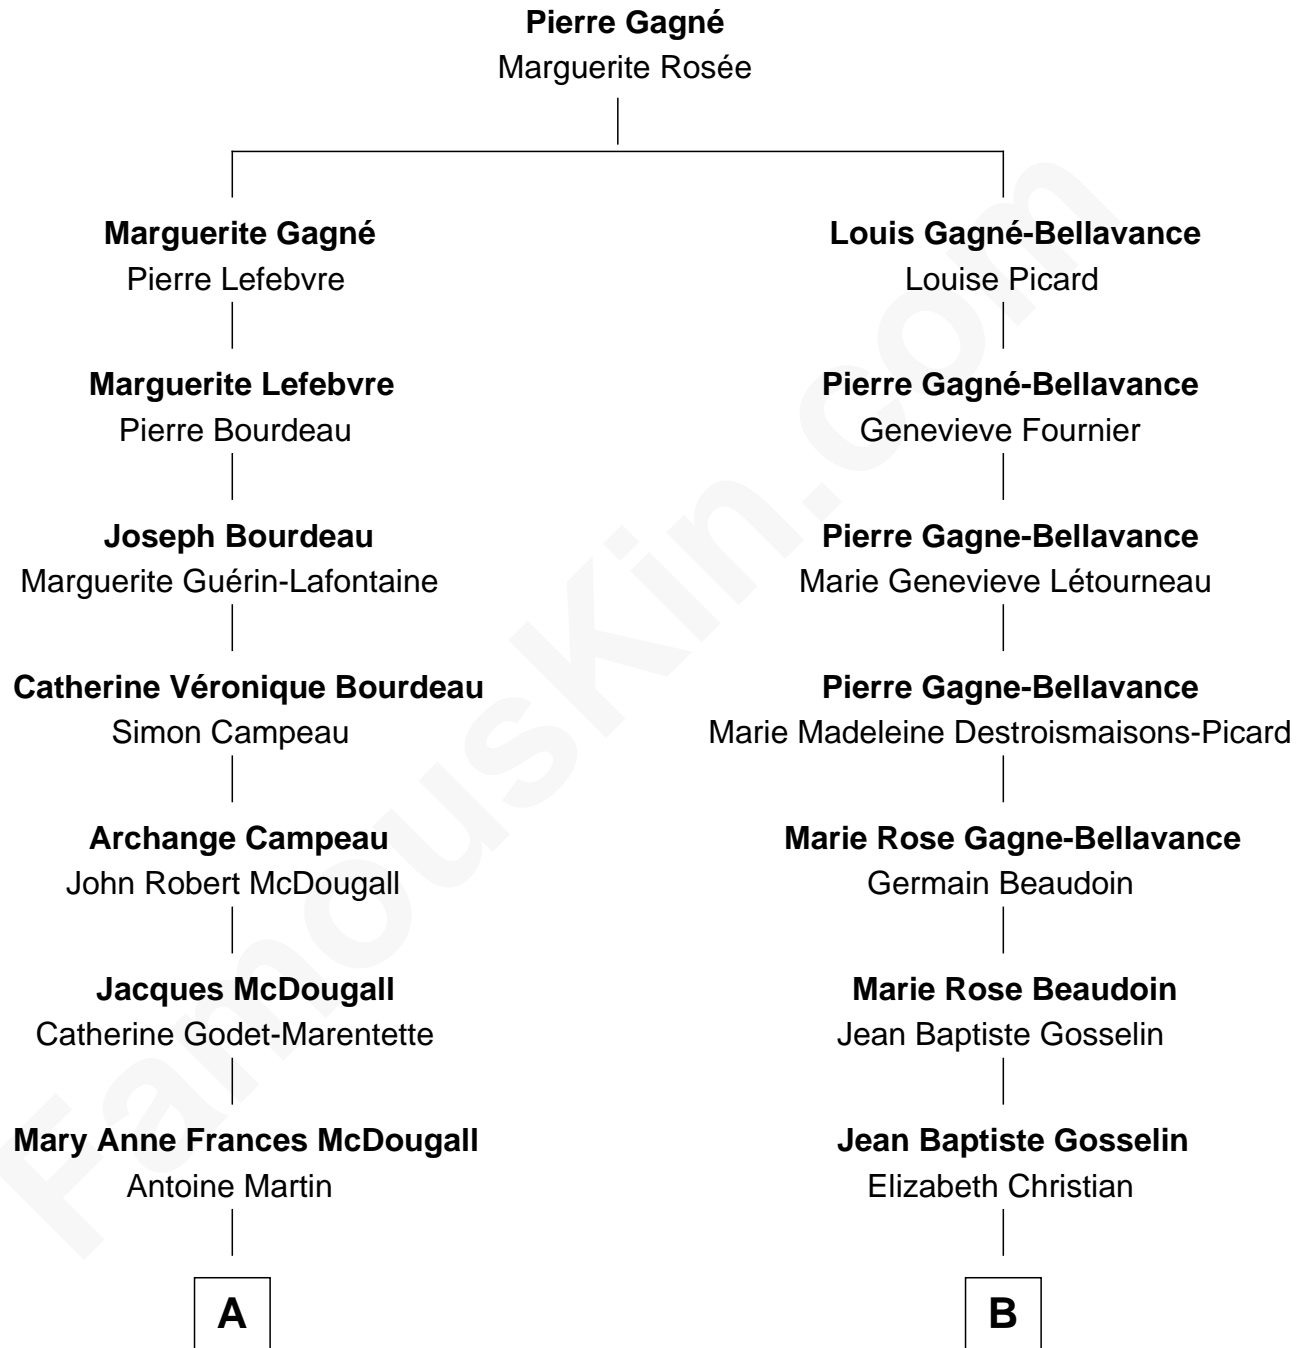 Pierre Gagné
Marguerite Rosée
Marguerite Gagné
Pierre Lefebvre
Louis Gagné-Bellavance
Louise Picard
Marguerite Lefebvre
Pierre Bourdeau
Pierre Gagné-Bellavance
Genevieve Fournier
Joseph Bourdeau
Marguerite Guérin-Lafontaine
Pierre Gagne-Bellavance
Marie Genevieve Létourneau
Catherine Véronique Bourdeau
Simon Campeau
Pierre Gagne-Bellavance
Marie Madeleine Destroismaisons-Picard
Archange Campeau
John Robert McDougall
Marie Rose Gagne-Bellavance
Germain Beaudoin
Jacques McDougall
Catherine Godet-Marentette
Marie Rose Beaudoin
Jean Baptiste Gosselin
Mary Anne Frances McDougall
Antoine Martin
Jean Baptiste Gosselin
Elizabeth Christian
A
B
FamousKin.com